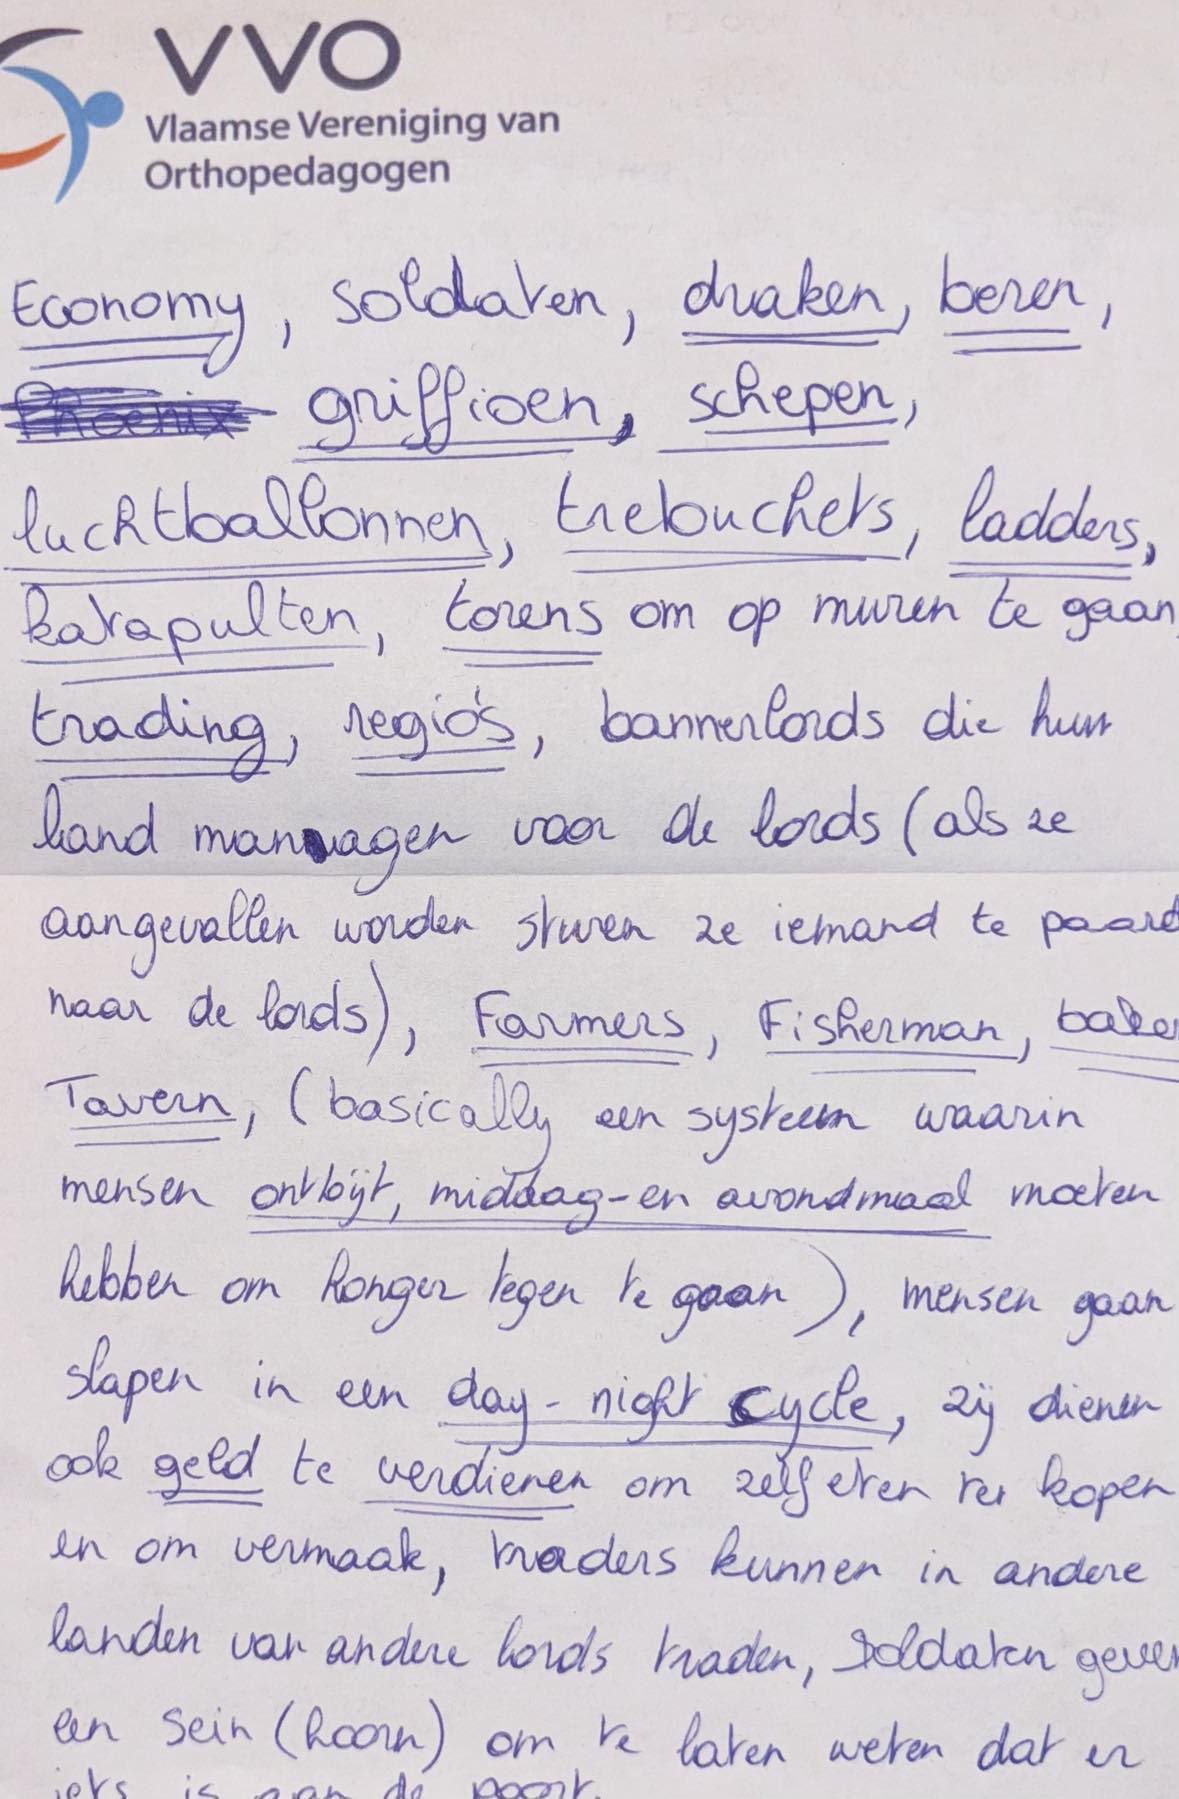 VVO
Vlaamse Vereniging van
Orthopedagogen
Economy, soldaten, draken, beren,
Phoenix griffioen, schepen,
luchtballonnen, trebuchets, ladders,
katapulten, torens om op muren te gaan
trading, regio's, bannerlords die hun
land managen voor de lords (als ze
aangevallen worden sturen ze iemand te paard
naar de lords), Farmers, Fisherman, baker
Tavern, (basically een systeem waarin
mensen ontbijt, middag-en avondmaal moeten
hebben om honger tegen te gaan), mensen gaan
slapen in een day-night cycle, zij dienen
ook geld te verdienen om zelf eten te kopen
en om vermaak, traders kunnen in andere
landen van andere lords traden, soldaten geven
een sein (hoorn) om te laten weten dat er
iets is aan de poort.